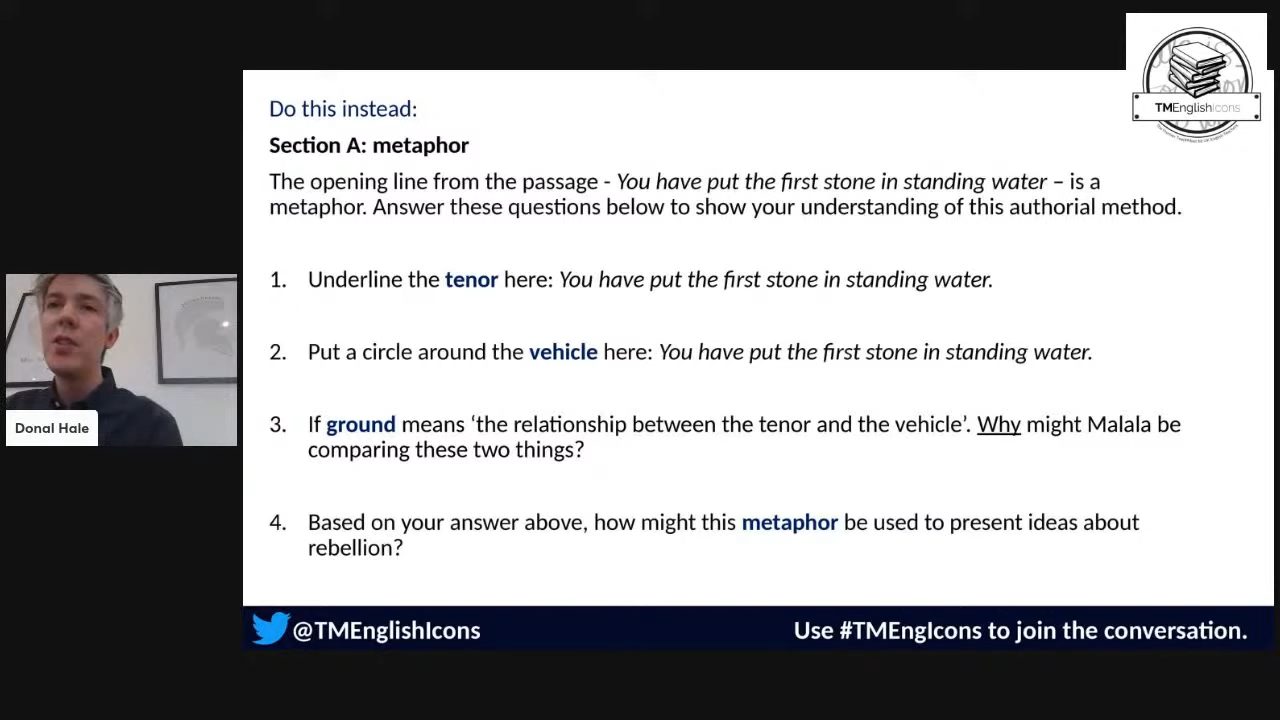 TMEnglishIcons
Do this instead:
Section A: metaphor
The opening line from the passage - You have put the first stone in standing water – is a
metaphor. Answer these questions below to show your understanding of this authorial method.
1. Underline the tenor here: You have put the first stone in standing water.
2. Put a circle around the vehicle here: You have put the first stone in standing water.
3. If ground means ‘the relationship between the tenor and the vehicle’. Why might Malala be
comparing these two things?
4. Based on your answer above, how might this metaphor be used to present ideas about
rebellion?
Donal Hale
@TMEnglishIcons
Use #TMEngIcons to join the conversation.